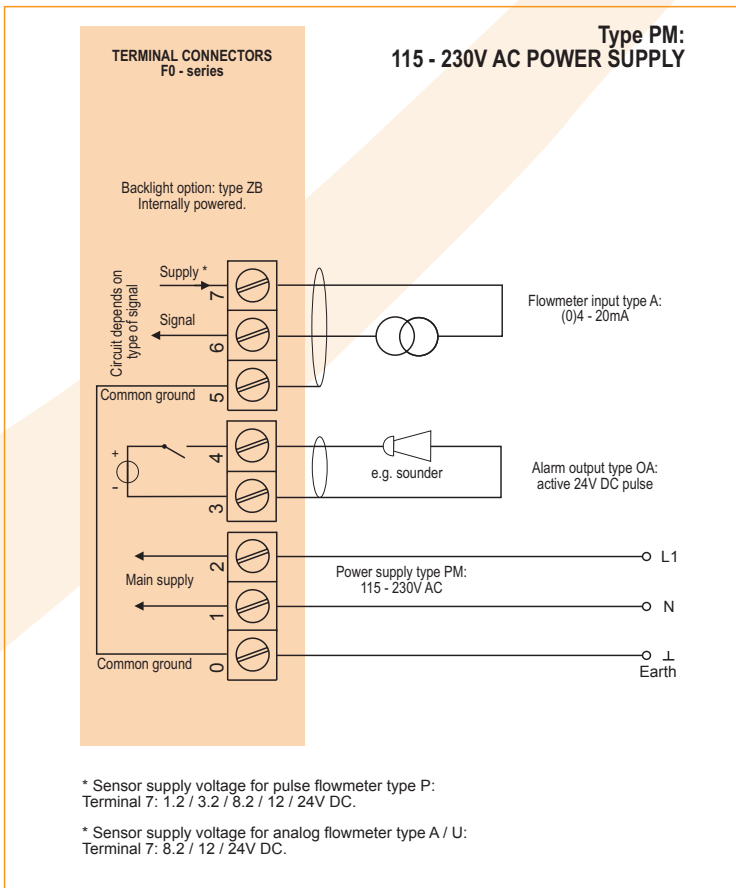 Type PM:
115 - 230V AC POWER SUPPLY
TERMINAL CONNECTORS
F0 - series
Backlight option: type ZB
Internally powered.
Circuit depends on
type of signal
Supply *
7
Signal
6
Common ground
5
Flowmeter input type A:
(0)4 - 20mA
+
-
4
3
e.g. sounder
Alarm output type OA:
active 24V DC pulse
2
Main supply
1
Power supply type PM:
115 - 230V AC
L1
N
Common ground
0
Earth
* Sensor supply voltage for pulse flowmeter type P:
Terminal 7: 1.2 / 3.2 / 8.2 / 12 / 24V DC.
* Sensor supply voltage for analog flowmeter type A / U:
Terminal 7: 8.2 / 12 / 24V DC.